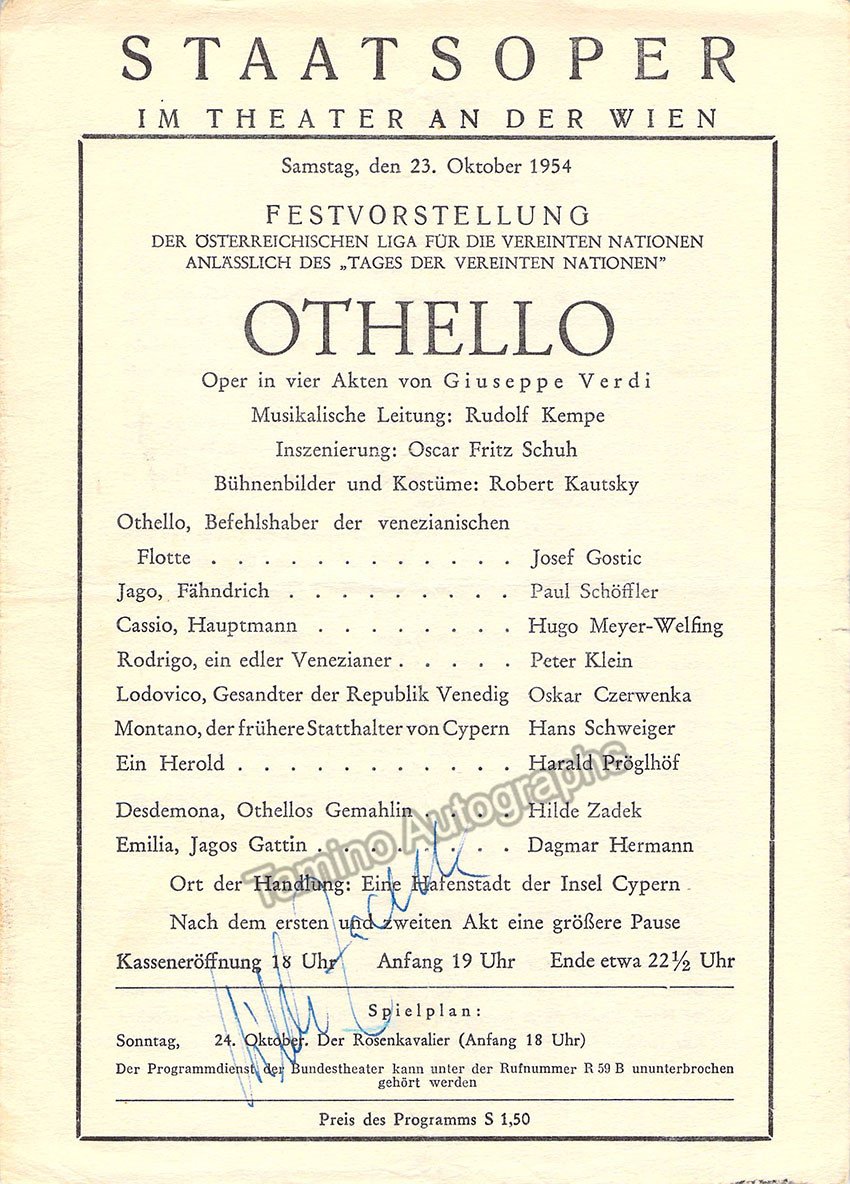 STAATSOPER
IM THEATER AN DER WIEN
Samstag, den 23. Oktober 1954
FESTVORSTELLUNG
DER ÖSTERREICHISCHEN LIGA FÜR DIE VEREINTEN NATIONEN
ANLÄSSLICH DES „TAGES DER VEREINTEN NATIONEN”
OTHELLO
Oper in vier Akten von Giuseppe Verdi
Musikalische Leitung: Rudolf Kempe
Inszenierung: Oscar Fritz Schuh
Bühnenbilder und Kostüme: Robert Kautsky
Othello, Befehlshaber der venezianischen
Flotte . . . . . . . . . . . . Josef Gostic
Jago, Fähndrich . . . . . . . . . Paul Schöffler
Cassio, Hauptmann . . . . . . . . Hugo Meyer-Welfing
Rodrigo, ein edler Venezianer . . . . . Peter Klein
Lodovico, Gesandter der Republik Venedig Oskar Czerwenka
Montano, der frühere Statthalter von Cypern Hans Schweiger
Ein Herold . . . . . . . . . . . Harald Pröglhöf
Desdemona, Othellos Gemahlin . . . . Hilde Zadek
Emilia, Jagos Gattin . . . . . . . . Dagmar Hermann
Tamino Autographs
Ort der Handlung: Eine Hafenstadt der Insel Cypern
Nach dem ersten und zweiten Akt eine größere Pause
Kasseneröffnung 18 Uhr Anfang 19 Uhr Ende etwa 22½ Uhr
Hilde Zadek
Spielplan:
Sonntag, 24. Oktober. Der Rosenkavalier (Anfang 18 Uhr)
Der Programmdienst der Bundestheater kann unter der Rufnummer R 59 B ununterbrochen
gehört werden
Preis des Programms S 1,50